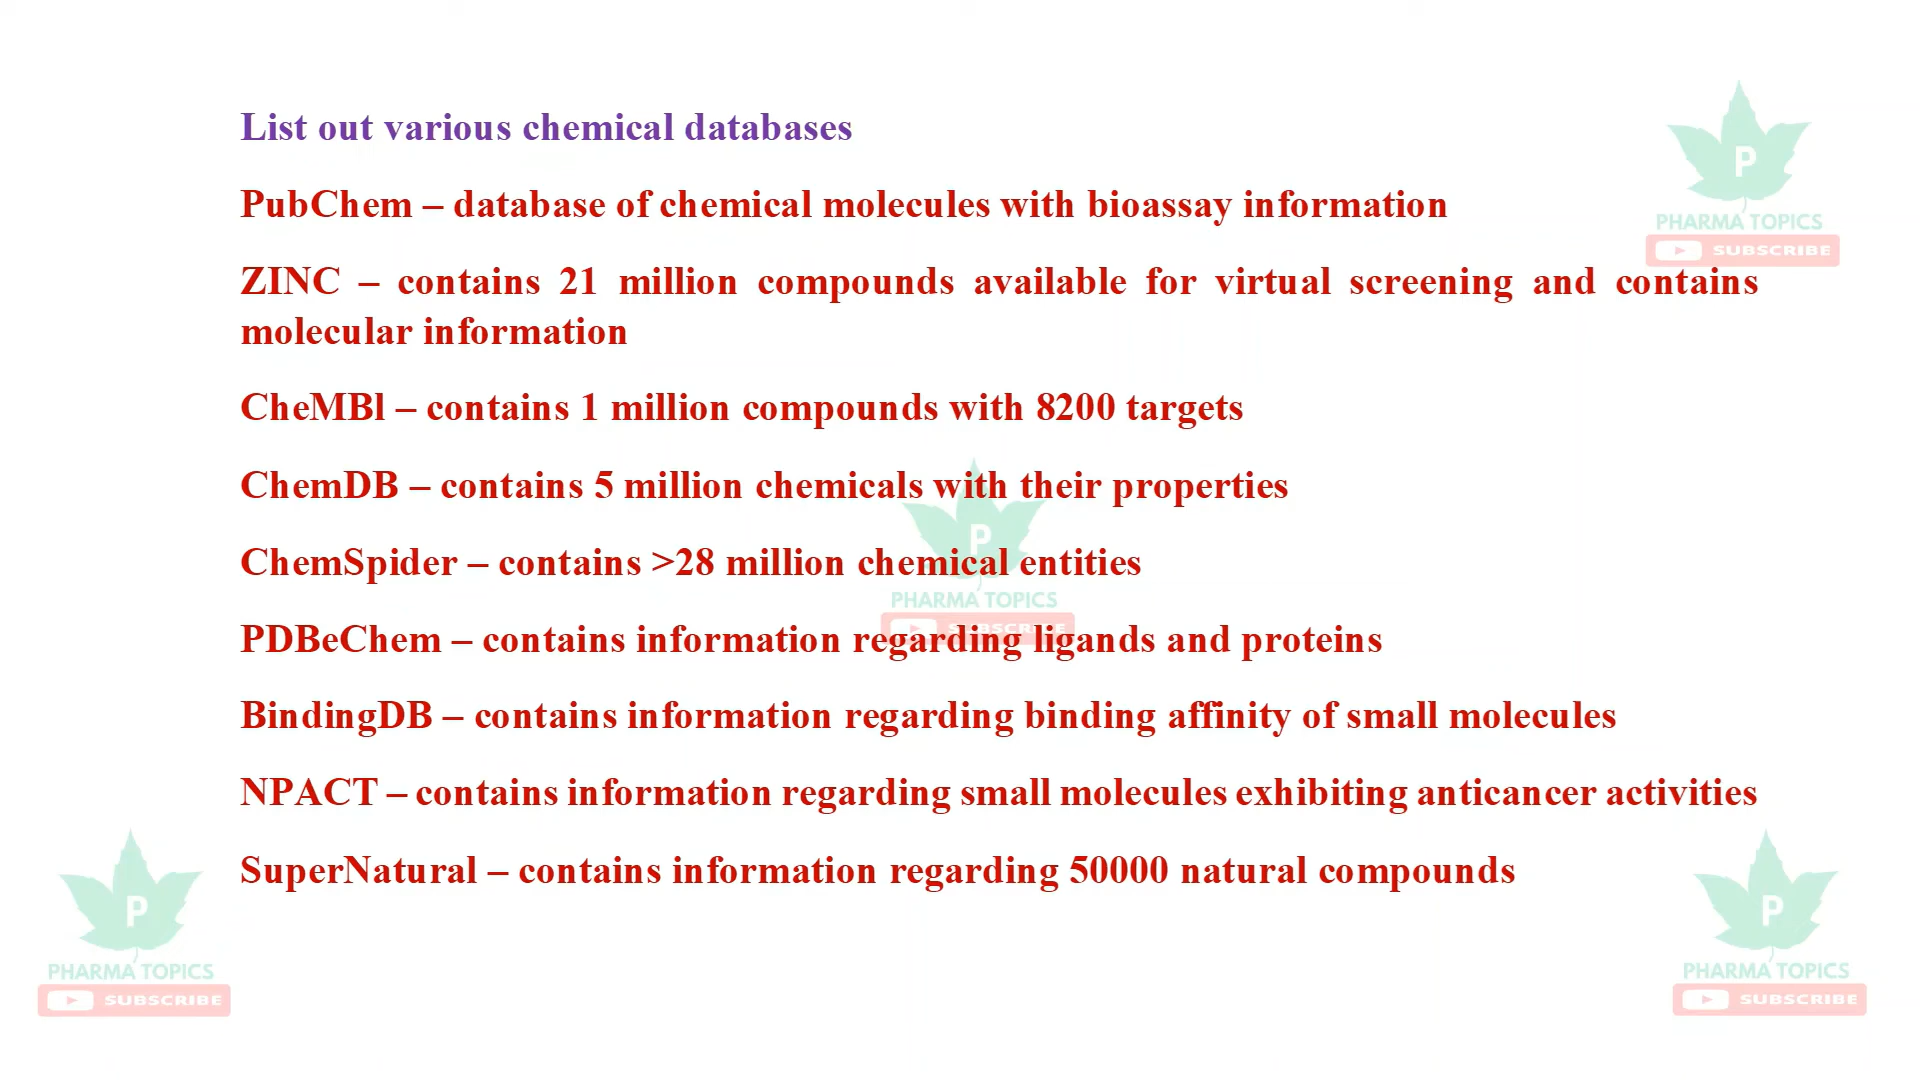 List out various chemical databases
PubChem – database of chemical molecules with bioassay information
P
PHARMA TOPICS
SUBSCRIBE
ZINC – contains 21 million compounds available for virtual screening and contains
molecular information
CheMBl – contains 1 million compounds with 8200 targets
ChemDB – contains 5 million chemicals with their properties
P
ChemSpider – contains >28 million chemical entities
PHARMA TOPICS
SUBSCRIBE
PDBeChem – contains information regarding ligands and proteins
BindingDB – contains information regarding binding affinity of small molecules
NPACT – contains information regarding small molecules exhibiting anticancer activities
SuperNatural – contains information regarding 50000 natural compounds
P
PHARMA TOPICS
SUBSCRIBE
P
PHARMA TOPICS
SUBSCRIBE